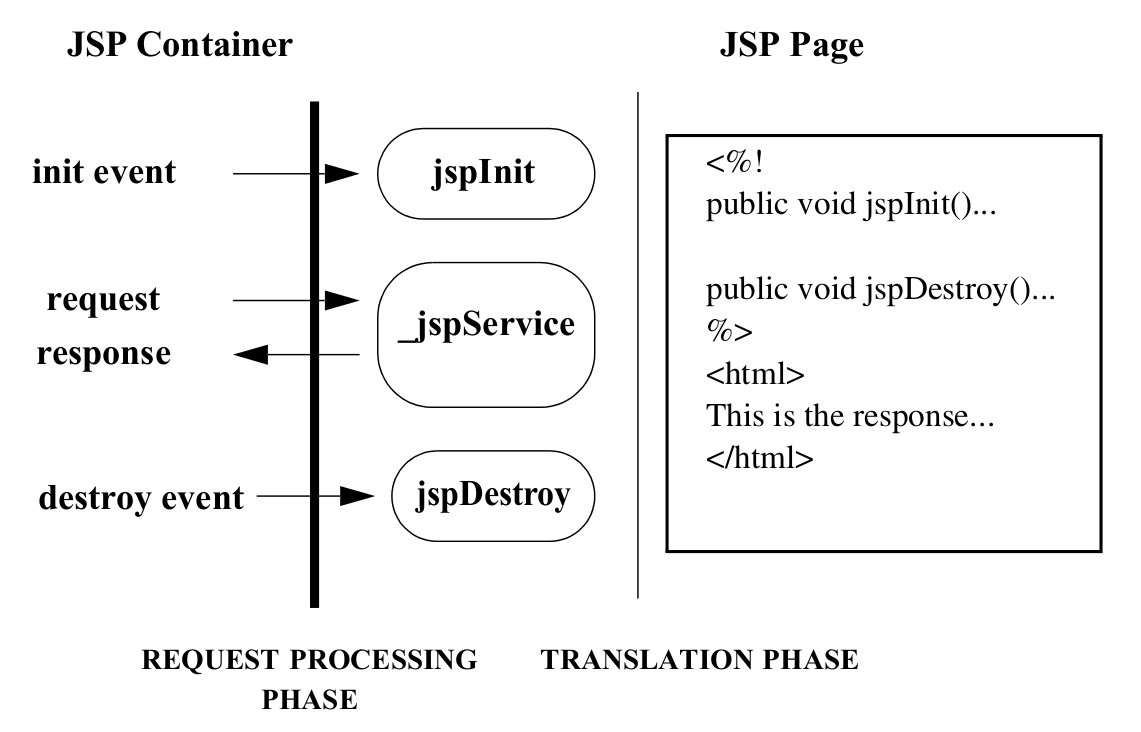 JSP Container
JSP Page
init event
jspInit
request
response
_jspService
destroy event
jspDestroy
<%!
public void jspInit()...
public void jspDestroy()...
%>
<html>
This is the response...
</html>
REQUEST PROCESSING
PHASE
TRANSLATION PHASE